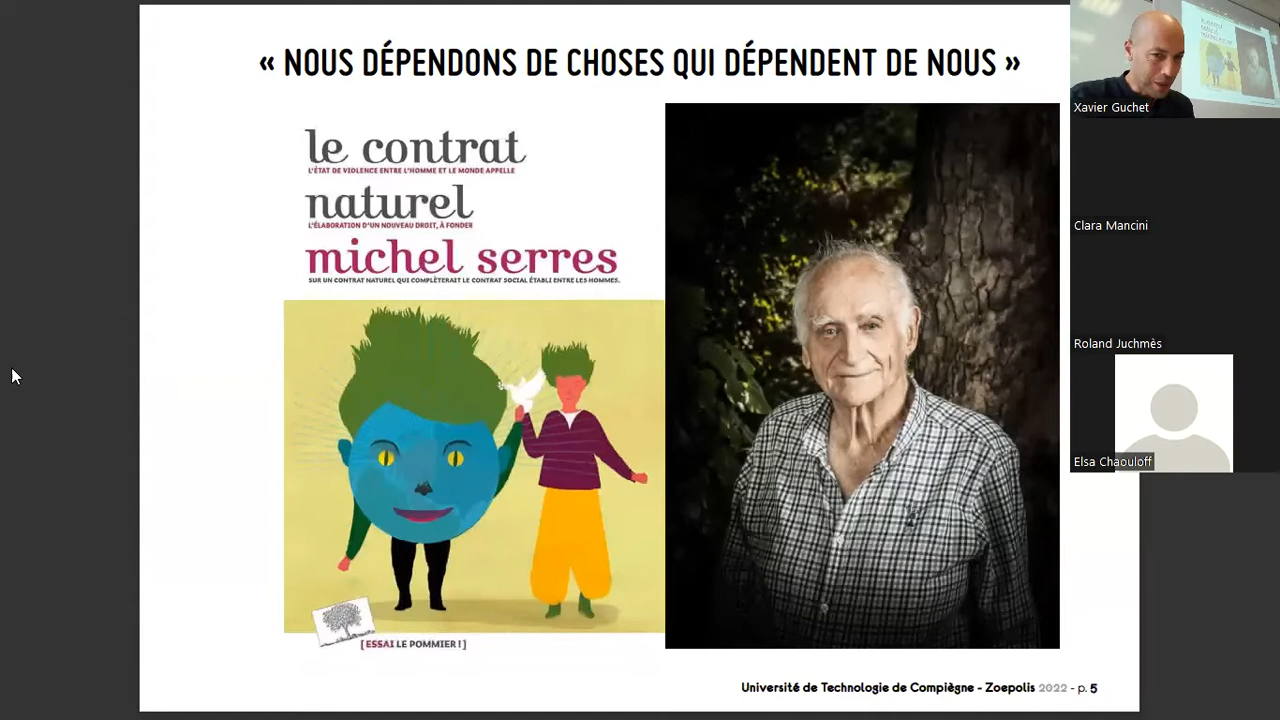 « NOUS DÉPENDONS DE CHOSES QUI DÉPENDENT DE NOUS »
le contrat
L'ÉTAT DE VIOLENCE ENTRE L'HOMME ET LE MONDE APPELLE
naturel
L'ÉLABORATION D'UN NOUVEAU DROIT, À FONDER
michel serres
SUR UN CONTRAT NATUREL QUI COMPLÈTERAIT LE CONTRAT SOCIAL ÉTABLI ENTRE LES HOMMES.
[ ESSAI LE POMMIER ! ]
Université de Technologie de Compiègne - Zoepolis 2022 - p. 5
Xavier Guchet
Clara Mancini
Roland Juchmès
Elsa Chaouloff